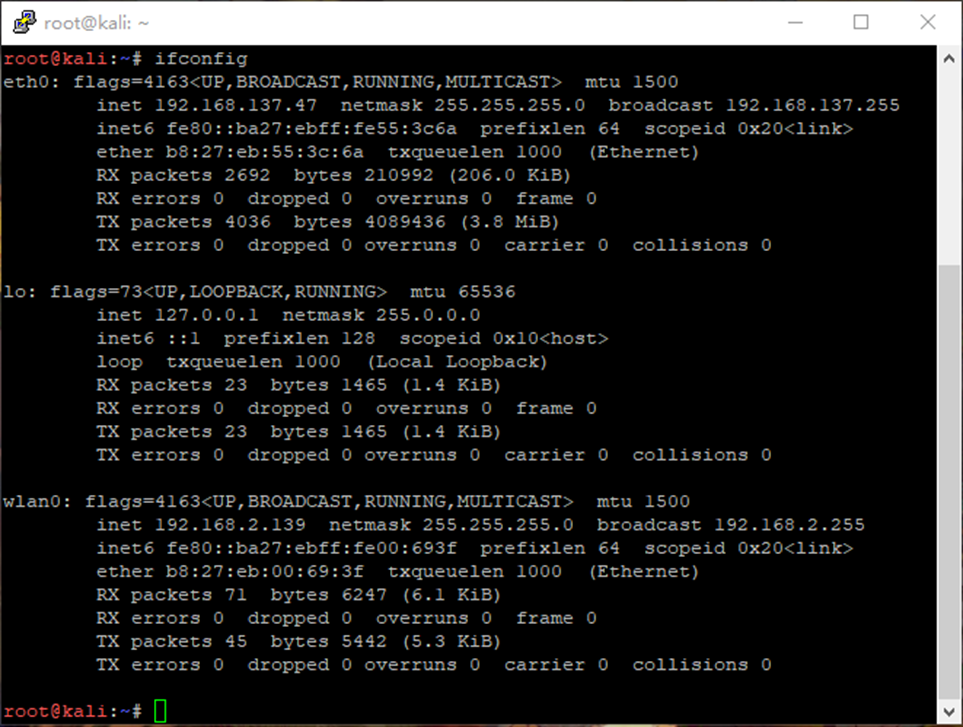 root@kali: ~
root@kali:~# ifconfig
eth0: flags=4163<UP,BROADCAST,RUNNING,MULTICAST>  mtu 1500
        inet 192.168.137.47  netmask 255.255.255.0  broadcast 192.168.137.255
        inet6 fe80::ba27:ebff:fe55:3c6a  prefixlen 64  scopeid 0x20<link>
        ether b8:27:eb:55:3c:6a  txqueuelen 1000  (Ethernet)
        RX packets 2692  bytes 210992 (206.0 KiB)
        RX errors 0  dropped 0  overruns 0  frame 0
        TX packets 4036  bytes 4089436 (3.8 MiB)
        TX errors 0  dropped 0 overruns 0  carrier 0  collisions 0
lo: flags=73<UP,LOOPBACK,RUNNING>  mtu 65536
        inet 127.0.0.1  netmask 255.0.0.0
        inet6 ::1  prefixlen 128  scopeid 0x10<host>
        loop  txqueuelen 1000  (Local Loopback)
        RX packets 23  bytes 1465 (1.4 KiB)
        RX errors 0  dropped 0  overruns 0  frame 0
        TX packets 23  bytes 1465 (1.4 KiB)
        TX errors 0  dropped 0 overruns 0  carrier 0  collisions 0
wlan0: flags=4163<UP,BROADCAST,RUNNING,MULTICAST>  mtu 1500
        inet 192.168.2.139  netmask 255.255.255.0  broadcast 192.168.2.255
        inet6 fe80::ba27:ebff:fe00:693f  prefixlen 64  scopeid 0x20<link>
        ether b8:27:eb:00:69:3f  txqueuelen 1000  (Ethernet)
        RX packets 71  bytes 6247 (6.1 KiB)
        RX errors 0  dropped 0  overruns 0  frame 0
        TX packets 45  bytes 5442 (5.3 KiB)
        TX errors 0  dropped 0 overruns 0  carrier 0  collisions 0
root@kali:~#